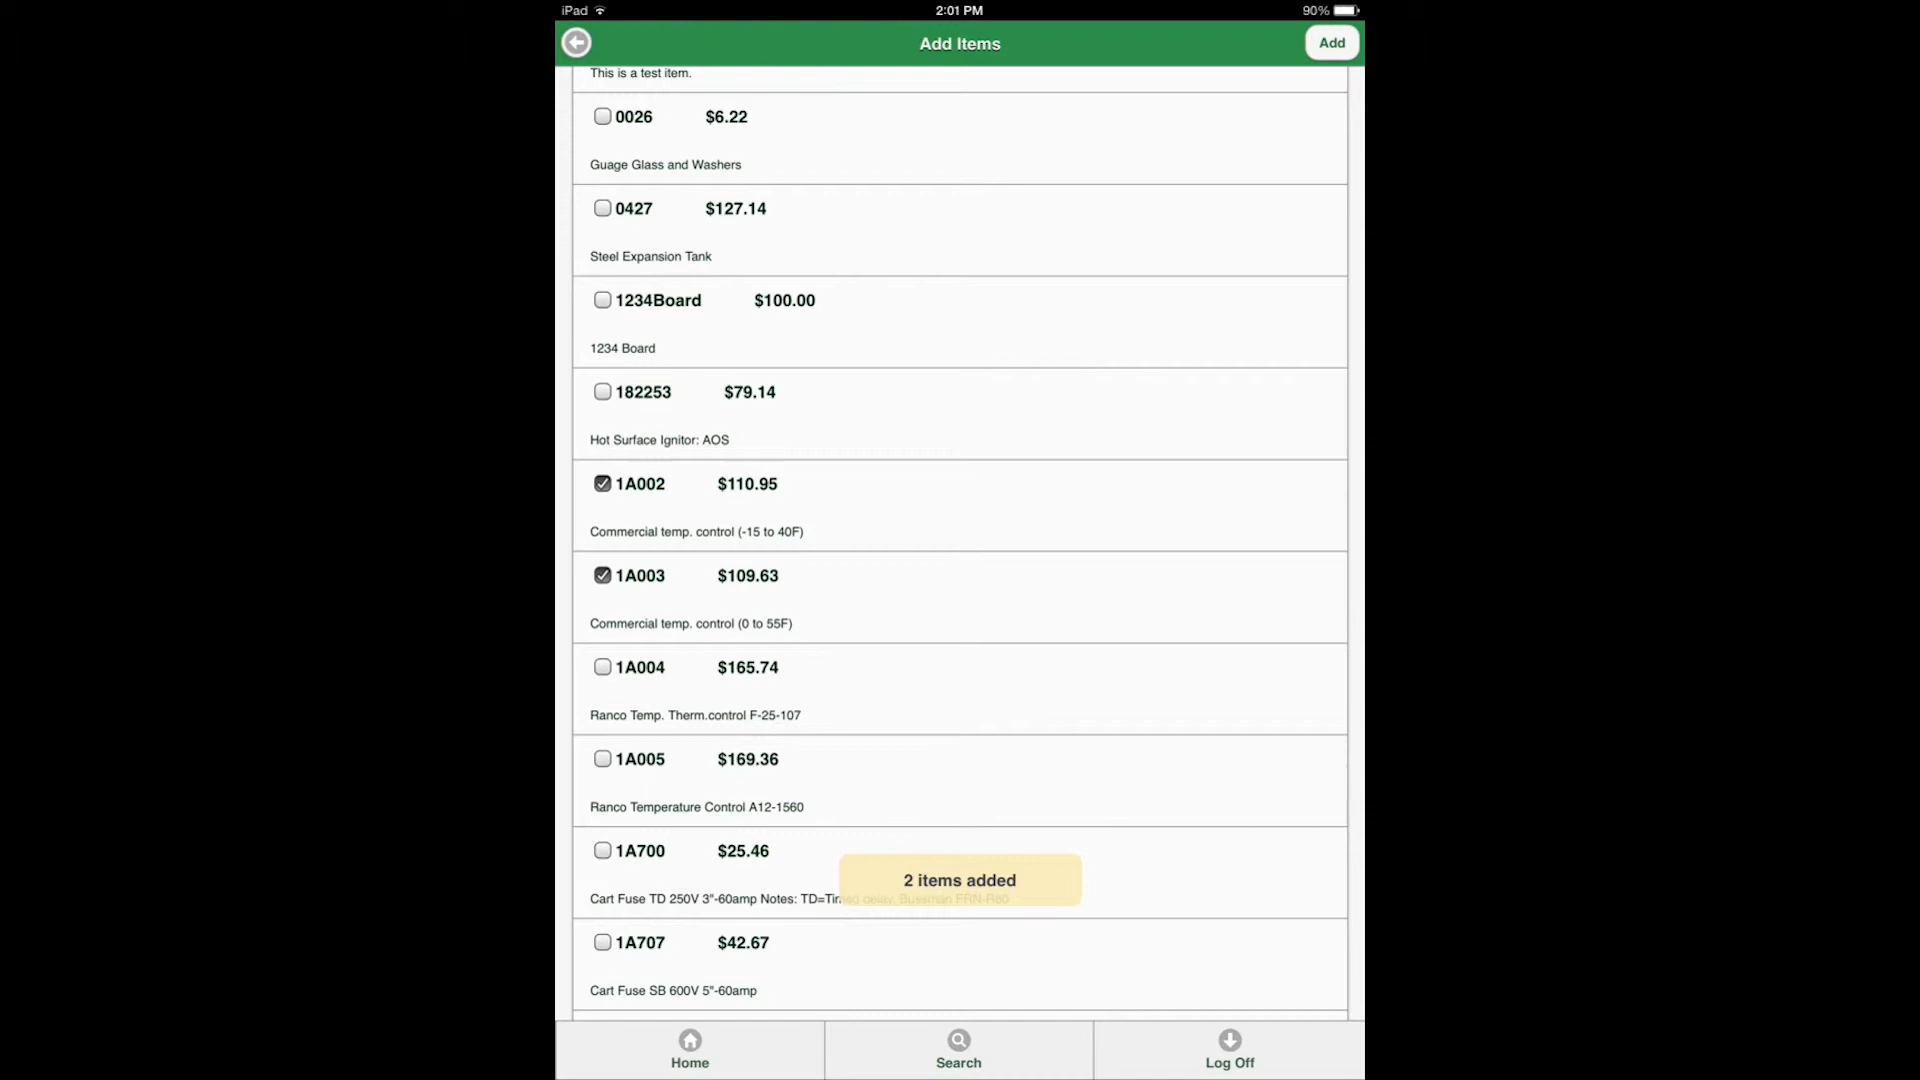 iPad 2:01 PM 90%
Add Items Add
This is a test item.
0026 $6.22
Guage Glass and Washers
0427 $127.14
Steel Expansion Tank
1234Board $100.00
1234 Board
182253 $79.14
Hot Surface Ignitor: AOS
1A002 $110.95
Commercial temp. control (-15 to 40F)
1A003 $109.63
Commercial temp. control (0 to 55F)
1A004 $165.74
Ranco Temp. Therm.control F-25-107
1A005 $169.36
Ranco Temperature Control A12-1560
1A700 $25.46
2 items added
Cart Fuse TD 250V 3"-60amp Notes: TD=Timed delay, Bussman
1A707 $42.67
Cart Fuse SB 600V 5"-60amp
Home Search Log Off